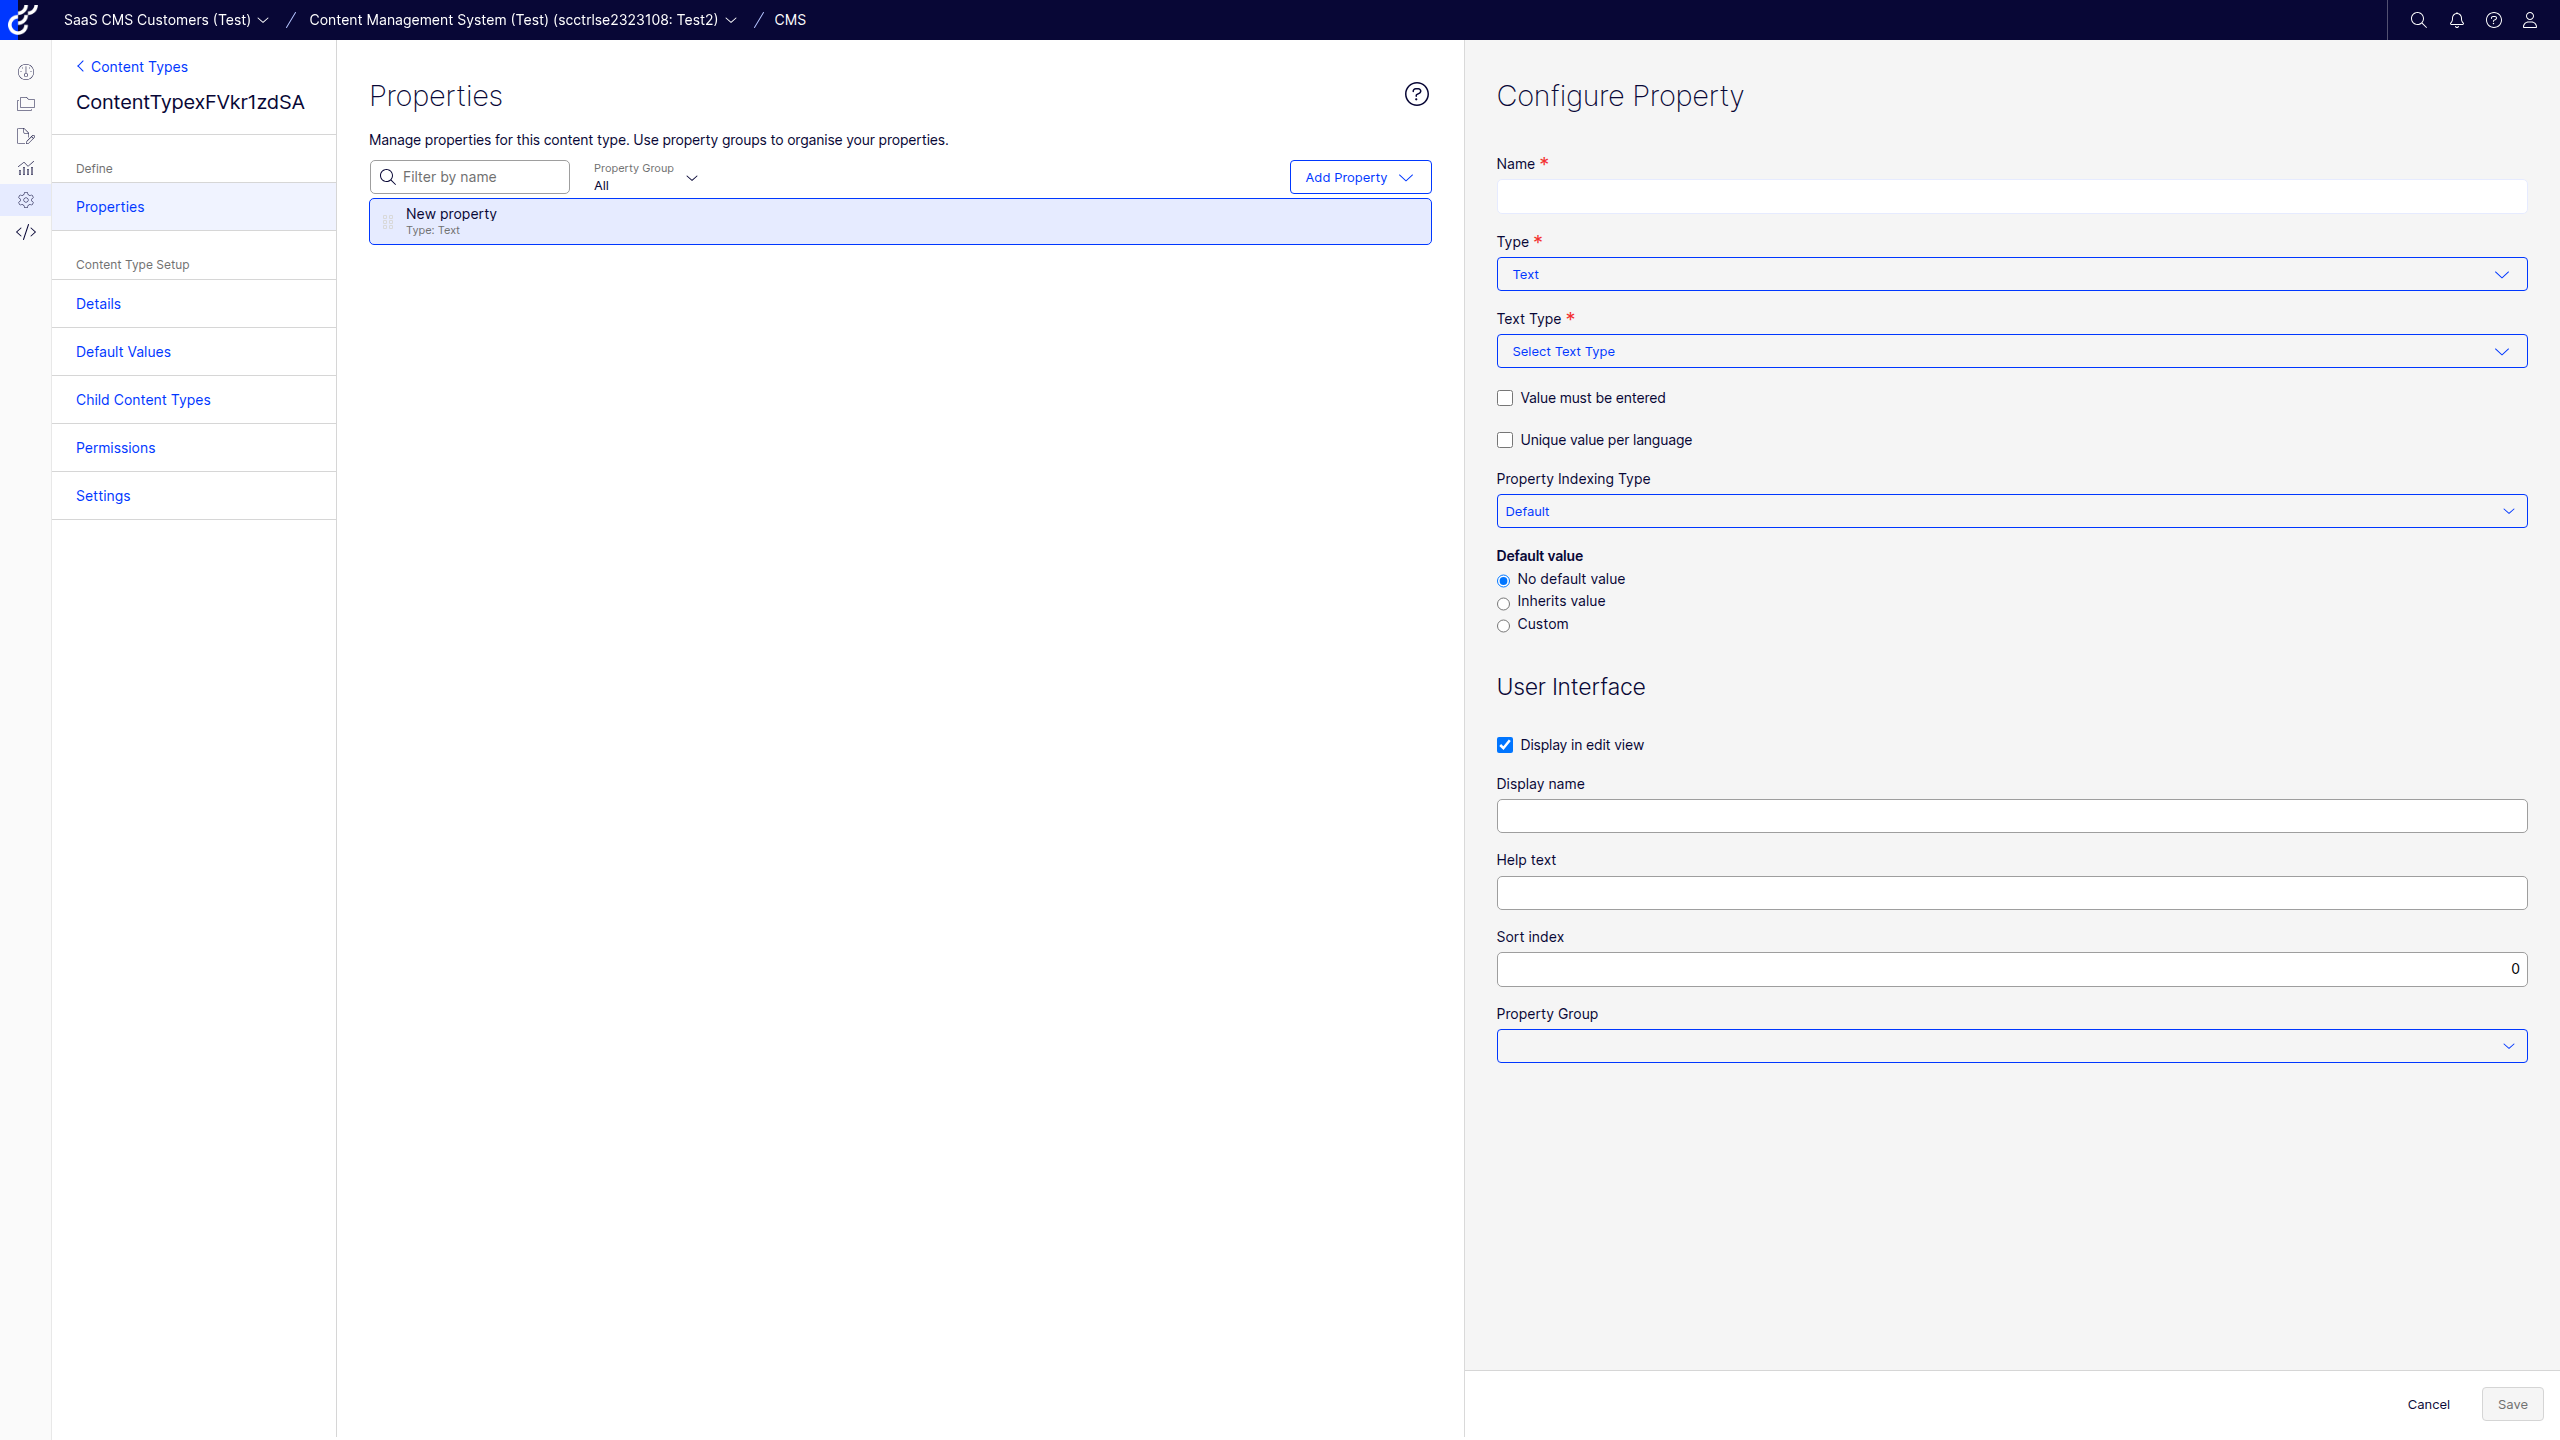 SaaS CMS Customers (Test) / Content Management System (Test) (scctrlse2323108: Test2) / CMS
Content Types
ContentTypexFVkr1zdSA
Define
Properties
Content Type Setup
Details
Default Values
Child Content Types
Permissions
Settings
Properties
Manage properties for this content type. Use property groups to organise your properties.
Filter by name
Property Group
All
Add Property
New property
Type: Text
Configure Property
Name *
Type *
Text
Text Type *
Select Text Type
Value must be entered
Unique value per language
Property Indexing Type
Default
Default value
No default value
Inherits value
Custom
User Interface
Display in edit view
Display name
Help text
Sort index
0
Property Group
Cancel
Save